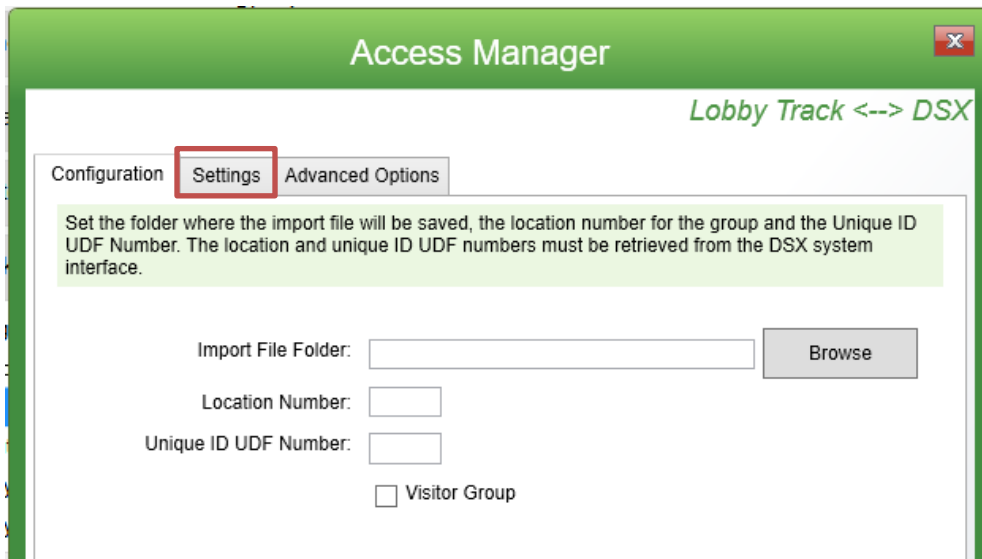 Access Manager
x
Lobby Track <--> DSX
Configuration Settings Advanced Options
Set the folder where the import file will be saved, the location number for the group and the Unique ID
UDF Number. The location and unique ID UDF numbers must be retrieved from the DSX system
interface.
Import File Folder: Browse
Location Number:
Unique ID UDF Number:
Visitor Group